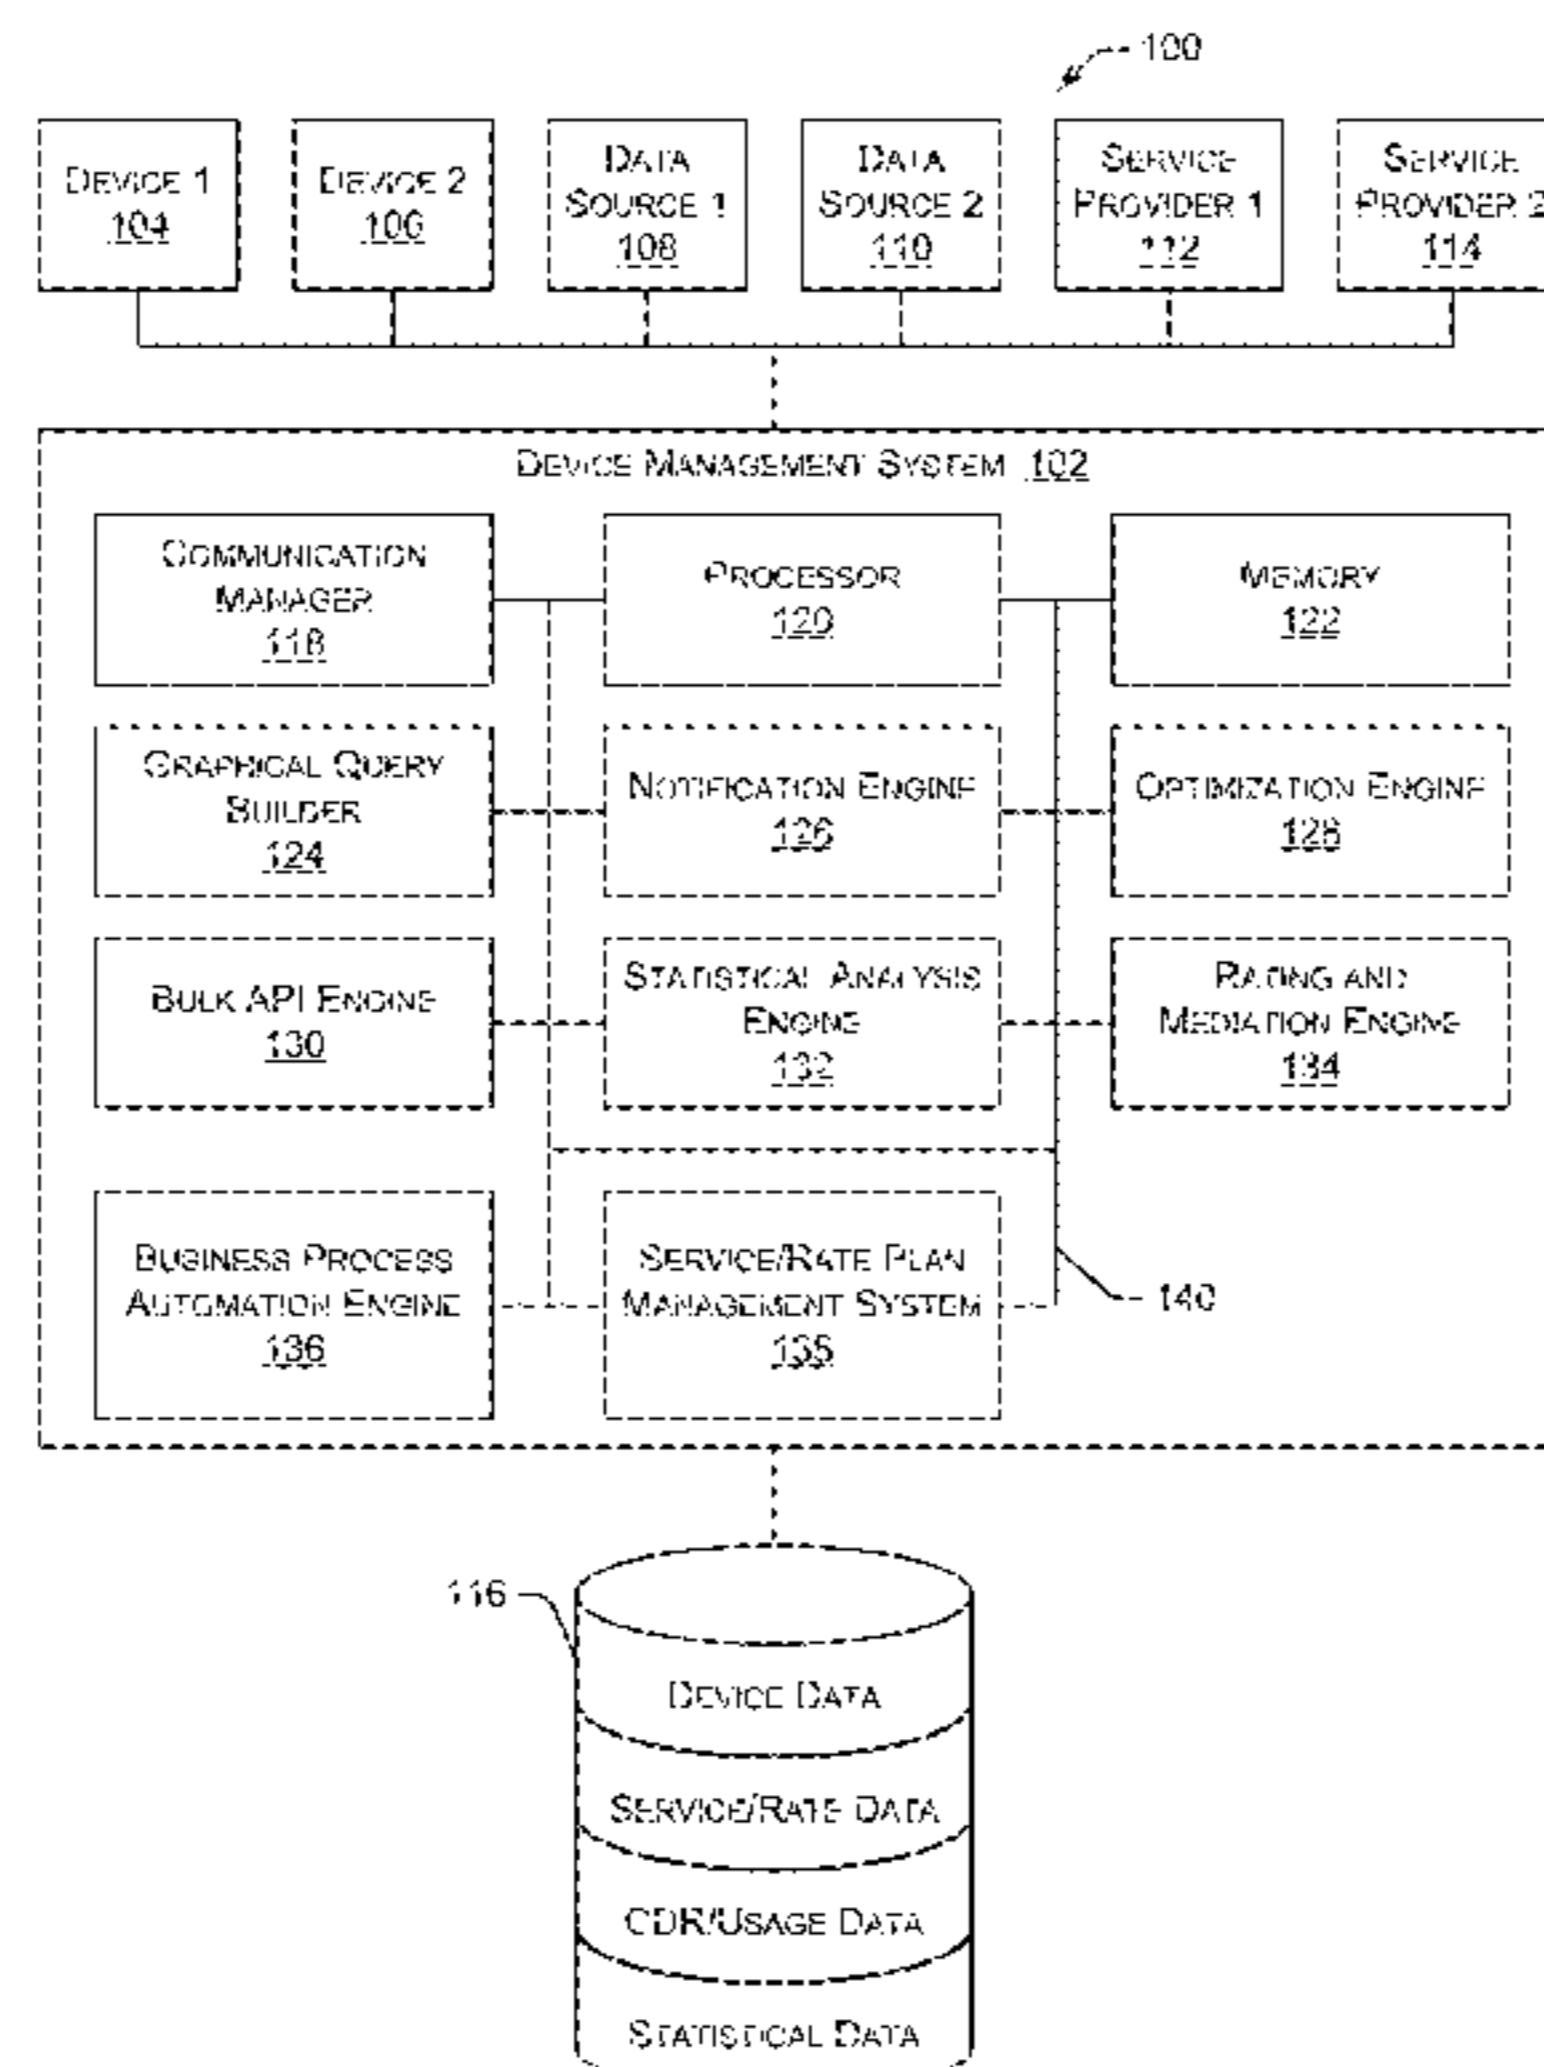 100
DEVICE 1
104
DEVICE 2
106
DATA
SOURCE 1
108
DATA
SOURCE 2
110
SERVICE
PROVIDER 1
112
SERVICE
PROVIDER 2
114
DEVICE MANAGEMENT SYSTEM 102
COMMUNICATION
MANAGER
118
PROCESSOR
120
MEMORY
122
GRAPHICAL QUERY
BUILDER
124
NOTIFICATION ENGINE
126
OPTIMIZATION ENGINE
128
BULK API ENGINE
130
STATISTICAL ANALYSIS
ENGINE
132
RATING AND
MEDIATION ENGINE
134
BUSINESS PROCESS
AUTOMATION ENGINE
136
SERVICE/RATE PLAN
MANAGEMENT SYSTEM
138
140
116
DEVICE DATA
SERVICE/RATE DATA
CDR/USAGE DATA
STATISTICAL DATA